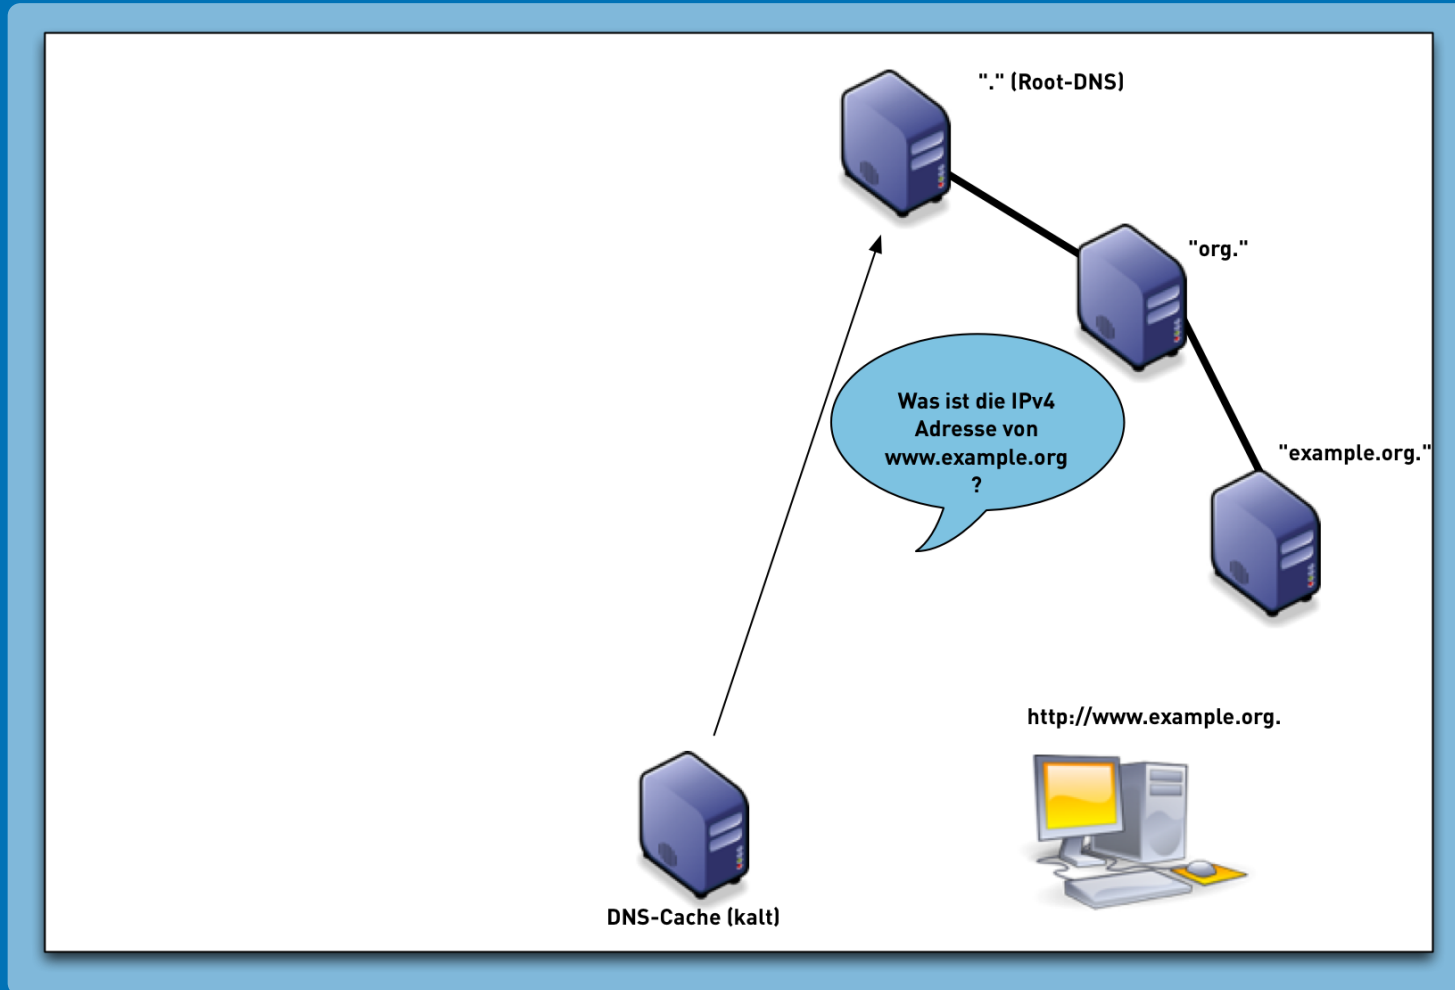 "." (Root-DNS)
"org."
Was ist die IPv4
Adresse von
www.example.org
?
"example.org."
http://www.example.org.
DNS-Cache (kalt)